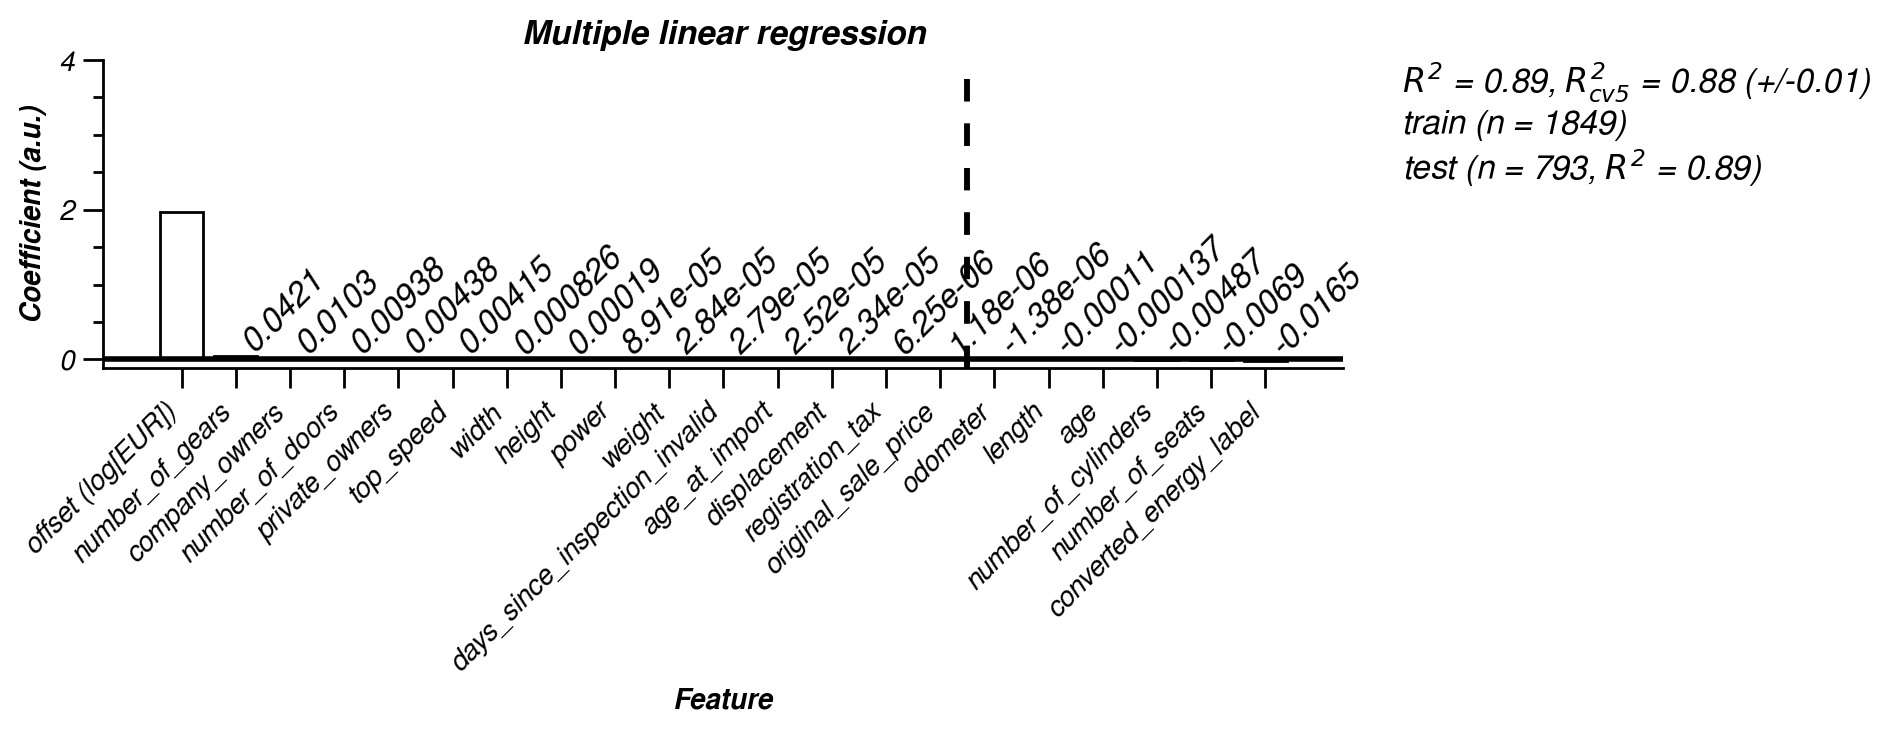 Multiple linear regression
R² = 0.89, R²cv5 = 0.88 (+/-0.01)
train (n = 1849)
test (n = 793, R² = 0.89)
Coefficient (a.u.)
4
2
0
0.0421
0.0103
0.00938
0.00438
0.00415
0.000826
0.00019
8.91e-05
2.84e-05
2.79e-05
2.52e-05
2.34e-05
6.25e-06
1.18e-06
-1.38e-06
-0.00011
-0.000137
-0.00487
-0.0069
-0.0165
offset (log[EUR])
number_of_gears
company_owners
number_of_doors
private_owners
top_speed
width
height
power
weight
days_since_inspection_invalid
age_at_import
displacement
registration_tax
original_sale_price
odometer
length
age
number_of_cylinders
number_of_seats
converted_energy_label
Feature